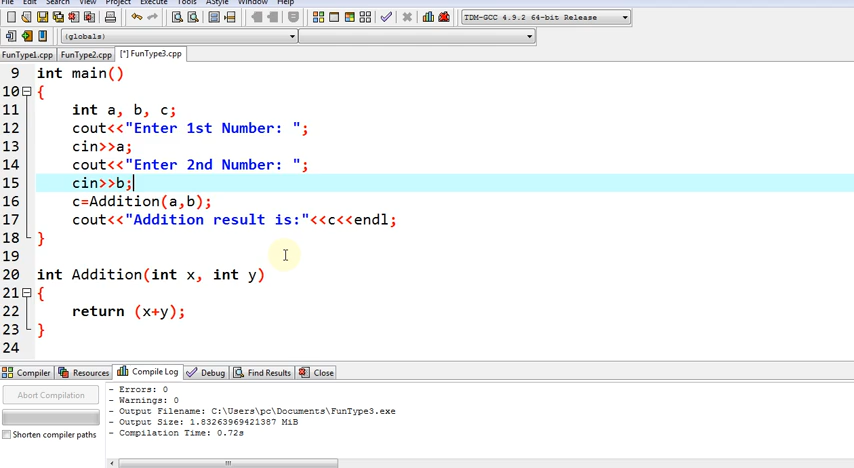 File Edit Search View Project Execute Tools AStyle Window Help
TDM-GCC 4.9.2 64-bit Release
(globals)
FunType1.cpp FunType2.cpp [*] FunType3.cpp
9 int main()
10 {
11 int a, b, c;
12 cout<<"Enter 1st Number: ";
13 cin>>a;
14 cout<<"Enter 2nd Number: ";
15 cin>>b;
16 c=Addition(a,b);
17 cout<<"Addition result is:"<<c<<endl;
18 }
19
20 int Addition(int x, int y)
21 {
22 return (x+y);
23 }
24
Compiler Resources Compile Log Debug Find Results Close
Abort Compilation
Shorten compiler paths
- Errors: 0
- Warnings: 0
- Output Filename: C:\Users\pc\Documents\FunType3.exe
- Output Size: 1.83263969421387 MiB
- Compilation Time: 0.72s